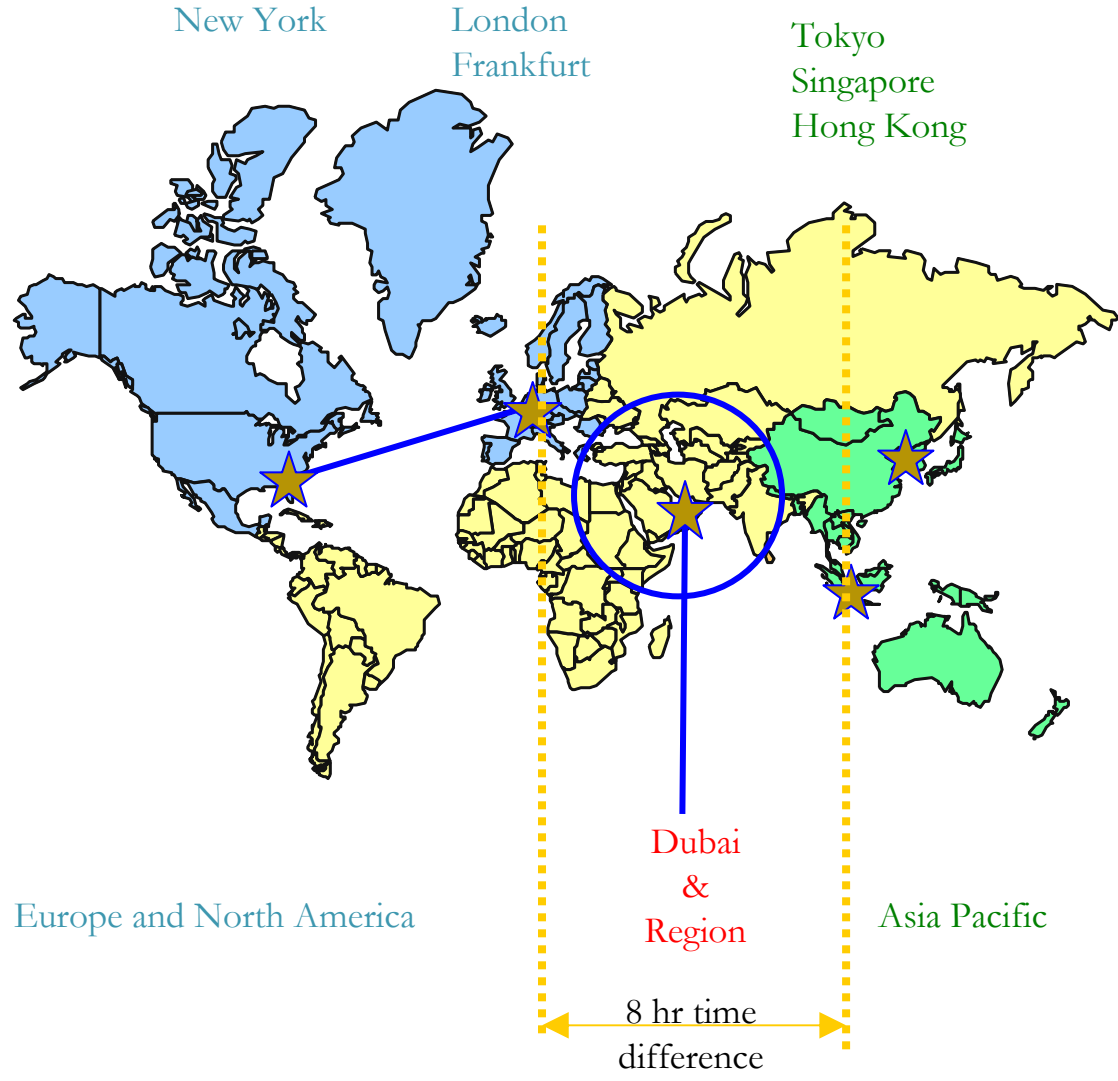 New York
London
Frankfurt
Tokyo
Singapore
Hong Kong
Dubai
&
Region
Europe and North America
Asia Pacific
8 hr time
difference